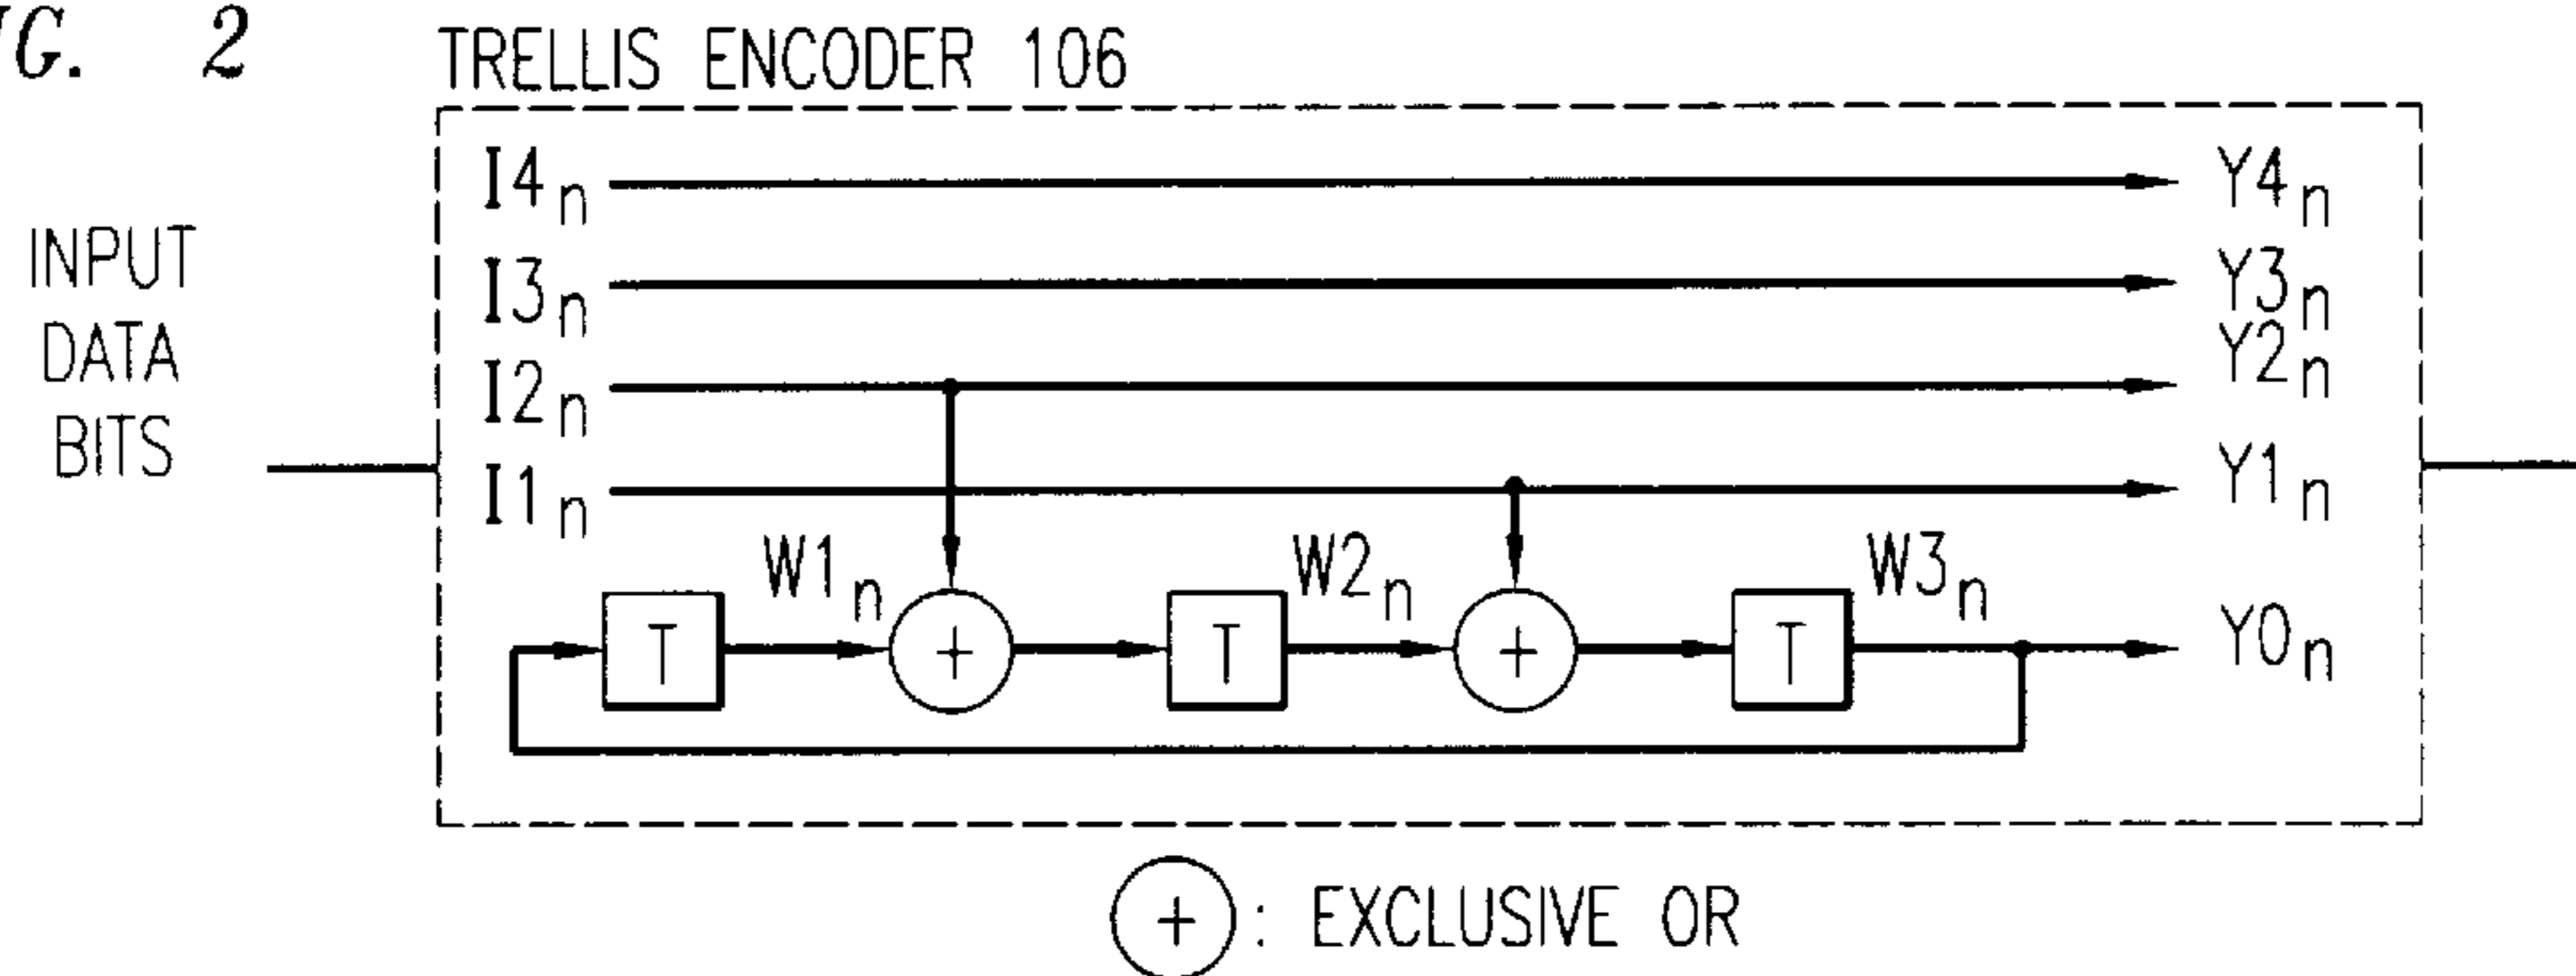 IG. 2
TRELLIS ENCODER 106
INPUT
DATA
BITS
I4n
Y4n
I3n
Y3n
I2n
Y2n
I1n
Y1n
W1n
W2n
W3n
T
+
T
+
T
Y0n
+ : EXCLUSIVE OR